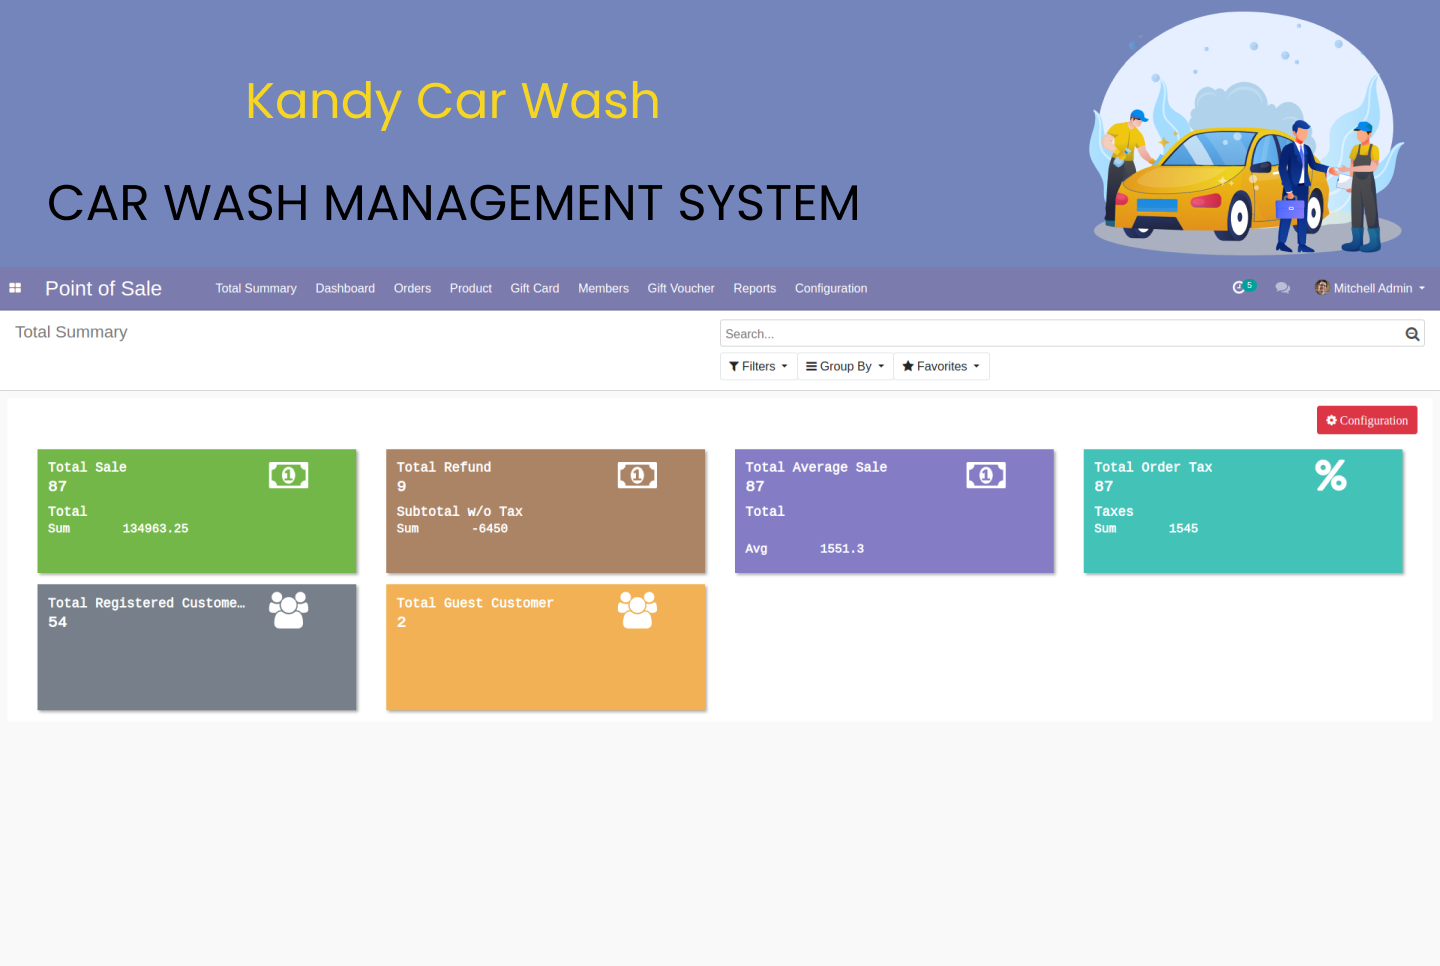 Kandy Car Wash
CAR WASH MANAGEMENT SYSTEM
Point of Sale Total Summary Dashboard Orders Product Gift Card Members Gift Voucher Reports Configuration 5 Mitchell Admin
Total Summary
Search...
Filters Group By Favorites
Configuration
Total Sale
87
Total
Sum 134963.25
Total Refund
9
Subtotal w/o Tax
Sum -6450
Total Average Sale
87
Total
Avg 1551.3
Total Order Tax
87
Taxes
Sum 1545
Total Registered Custome…
54
Total Guest Customer
2